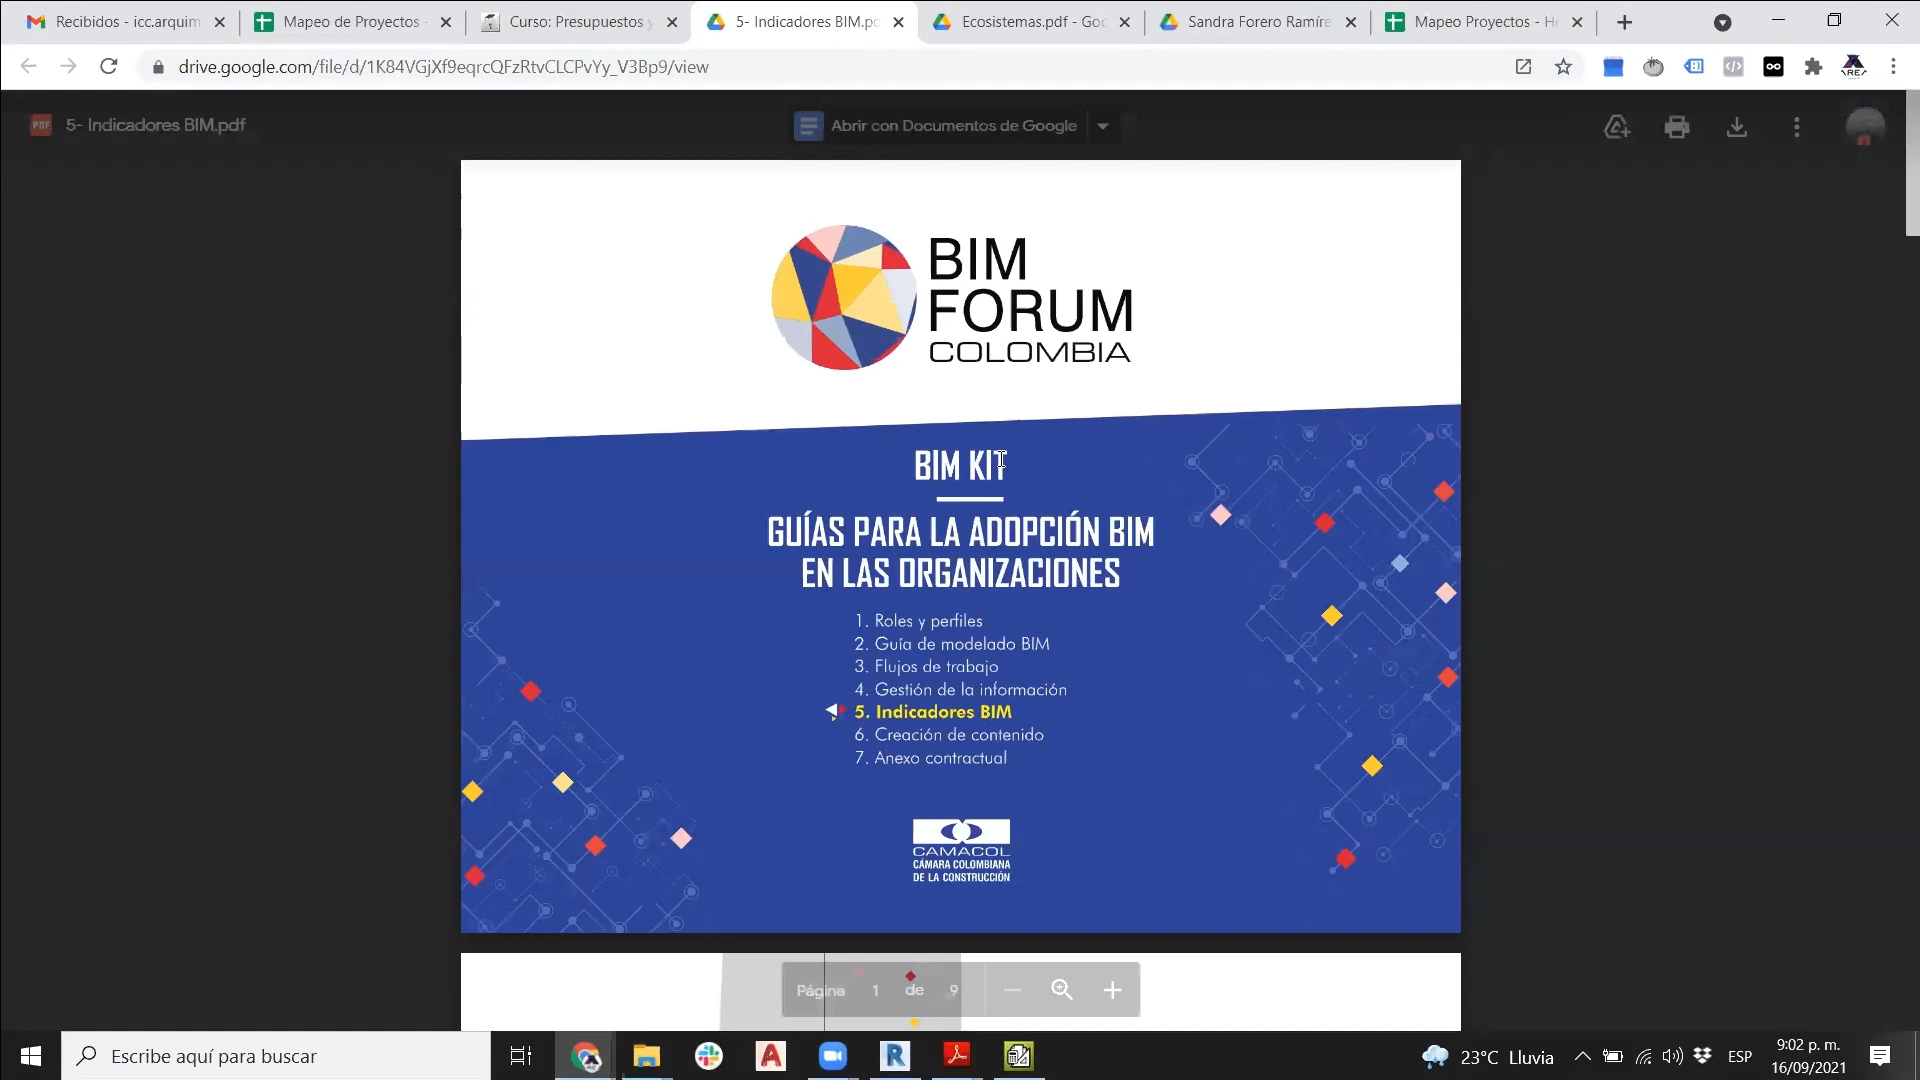 Recibidos - icc.arquim
Mapeo de Proyectos -
Curso: Presupuestos y
5- Indicadores BIM.pd
Ecosistemas.pdf - Goo
Sandra Forero Ramíre
Mapeo Proyectos - H
drive.google.com/file/d/1K84VGjXf9eqrcQFzRtvCLCPvYy_V3Bp9/view
PDF
5- Indicadores BIM.pdf
Abrir con Documentos de Google
BIM
FORUM
COLOMBIA
BIM KIT
GUÍAS PARA LA ADOPCIÓN BIM
EN LAS ORGANIZACIONES
1. Roles y perfiles
2. Guía de modelado BIM
3. Flujos de trabajo
4. Gestión de la información
5. Indicadores BIM
6. Creación de contenido
7. Anexo contractual
CAMACOL
CÁMARA COLOMBIANA
DE LA CONSTRUCCIÓN
Página 1 de 9
Escribe aquí para buscar
23°C Lluvia
ESP
9:02 p. m.
16/09/2021